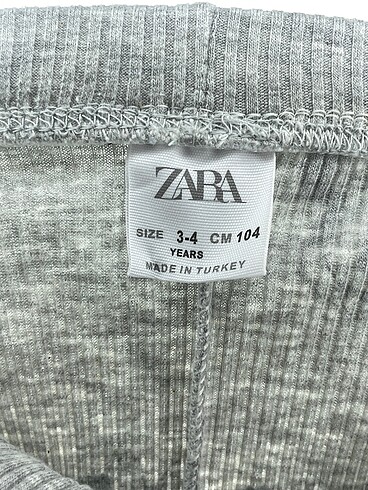 ZARA
SIZE 3-4 CM 104
YEARS
MADE IN TURKEY